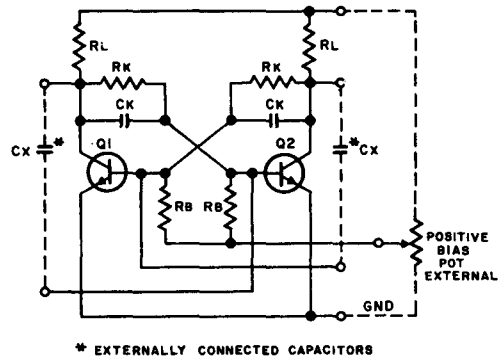 RL
RL
RK
RK
CK
CK
CX *
Q1
Q2
* CX
RB
RB
POSITIVE
BIAS
POT
EXTERNAL
GND
* EXTERNALLY CONNECTED CAPACITORS